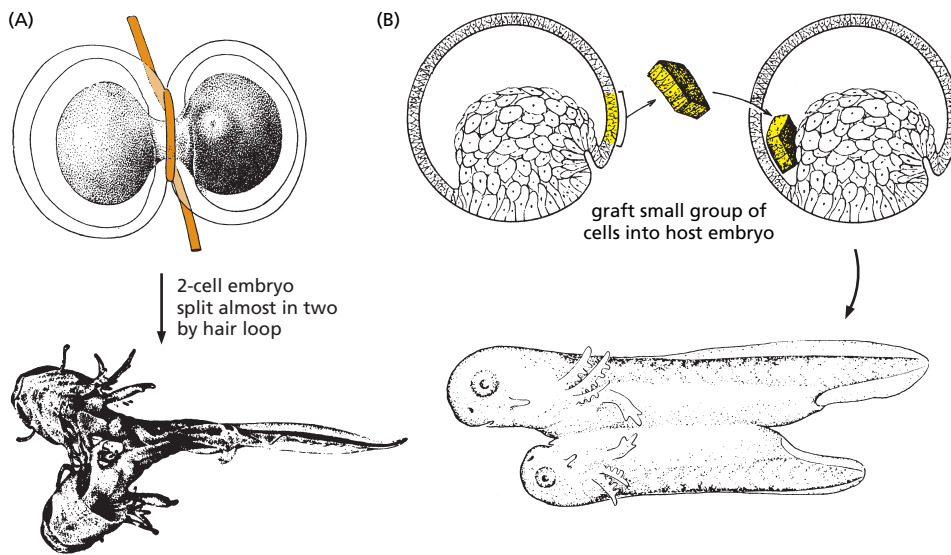 (A)
2-cell embryo
split almost in two
by hair loop
(B)
graft small group of
cells into host embryo